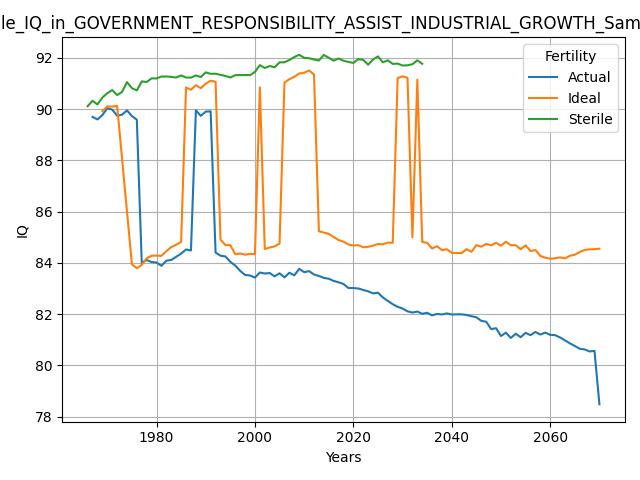 le_IQ_in_GOVERNMENT_RESPONSIBILITY_ASSIST_INDUSTRIAL_GROWTH_Sam
Fertility
Actual
Ideal
Sterile
IQ
92
90
88
86
84
82
80
78
1980
2000
2020
2040
2060
Years